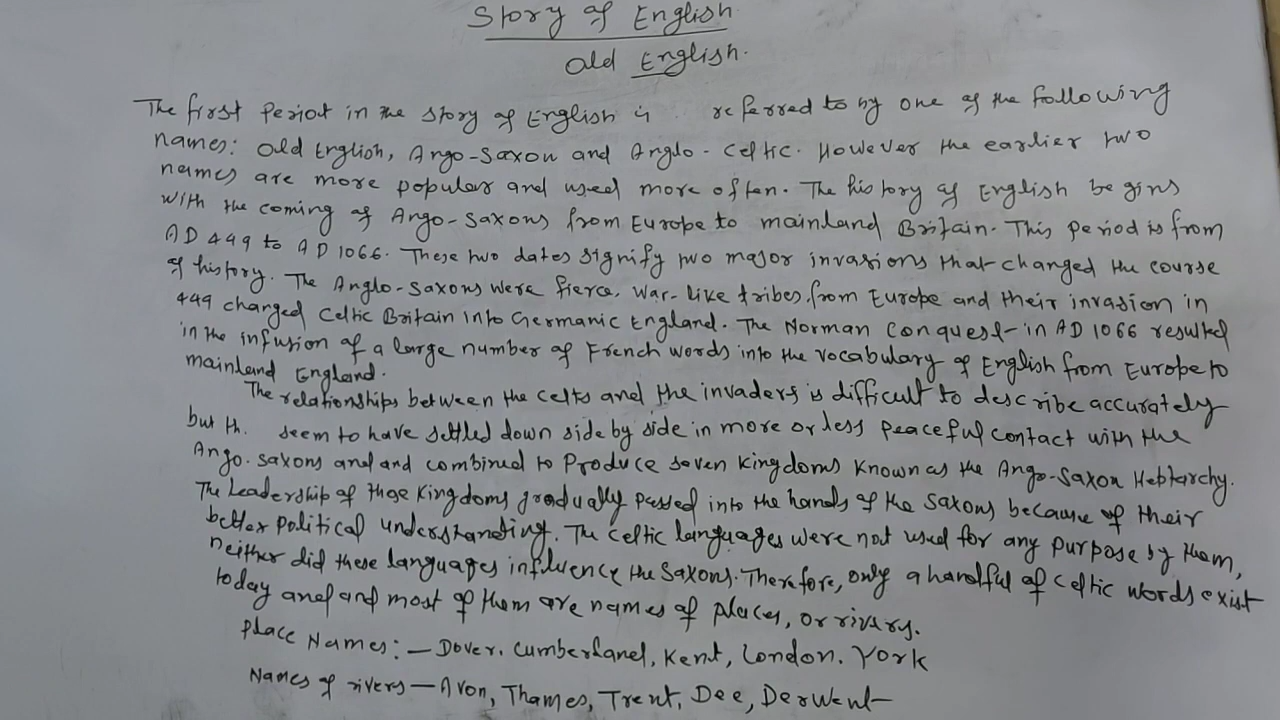 Story of English
Old English.
The first Period in the story of English is referred to by one of the following
names: Old English, Ango-Saxon and Anglo-Celtic. However the earlier two
names are more popular and used more often. The history of English begins
with the coming of Ango-Saxons from Europe to mainland Britain. This period is from
AD 449 to AD 1066. These two dates signify two major invasions that changed the course
of history. The Anglo-Saxons were fierce, war-like tribes, from Europe and their invasion in
449 changed Celtic Britain into Germanic England. The Norman Conquest in AD 1066 resulted
in the infusion of a large number of French words into the vocabulary of English from Europe to
mainland England.
The relationships between the Celts and the invaders is difficult to describe accurately
but th. seem to have settled down side by side in more or less peaceful contact with the
Ango-Saxons and and combined to produce seven kingdoms known as the Ango-Saxon Heptarchy.
The Leadership of those kingdoms gradually passed into the hands of the Saxons because of their
better political understanding. The Celtic languages were not used for any purpose by them,
neither did these languages influence the Saxons. Therefore, only a handful of Celtic words exist
today and and most of them are names of places, or rivers.
Place Names: — Dover, Cumberland, Kent, London. York
Names of rivers — Avon, Thames, Trent, Dee, Derwent